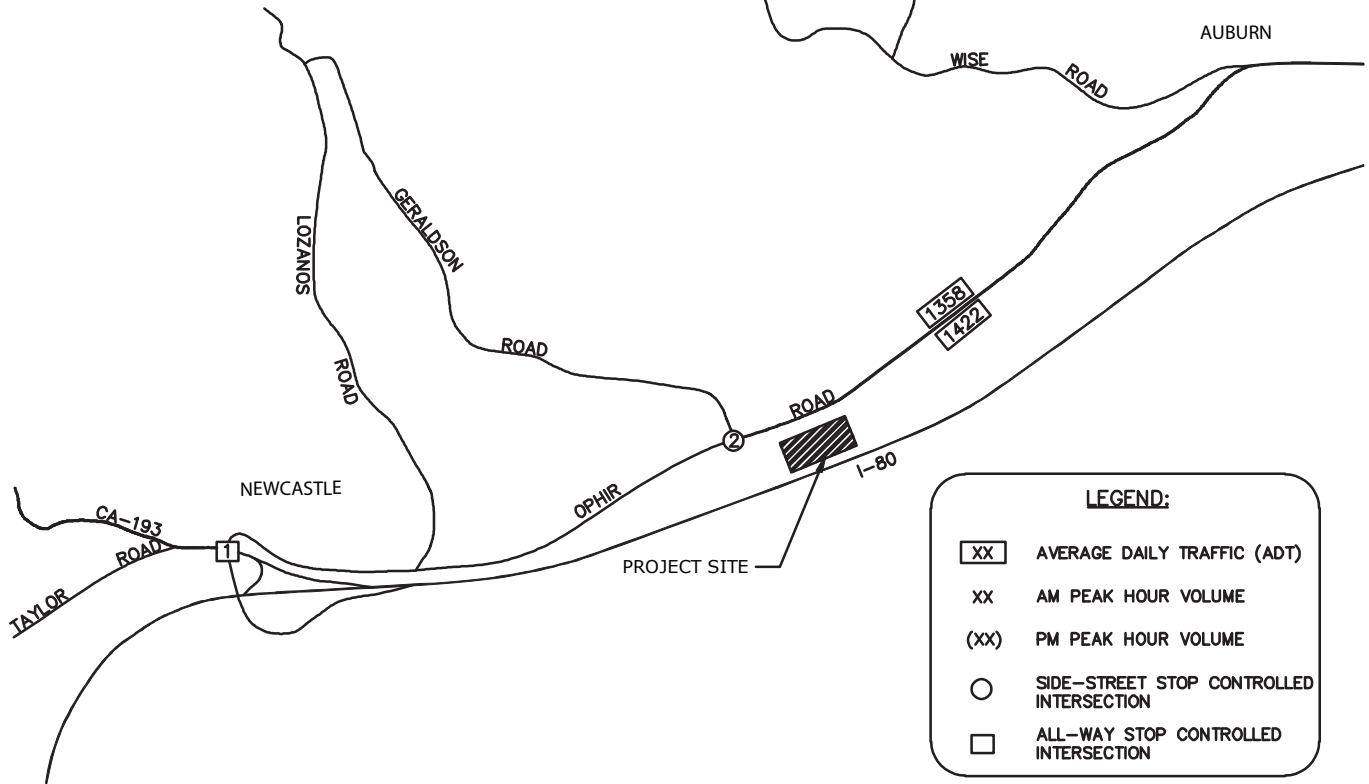 AUBURN
WISE
ROAD
GERALDSON
LOZANOS
1358
1422
ROAD
ROAD
ROAD
2
I-80
NEWCASTLE
OPHIR
CA-193
ROAD
1
TAYLOR
PROJECT SITE
LEGEND:
XX AVERAGE DAILY TRAFFIC (ADT)
XX AM PEAK HOUR VOLUME
(XX) PM PEAK HOUR VOLUME
SIDE-STREET STOP CONTROLLED
INTERSECTION
ALL-WAY STOP CONTROLLED
INTERSECTION